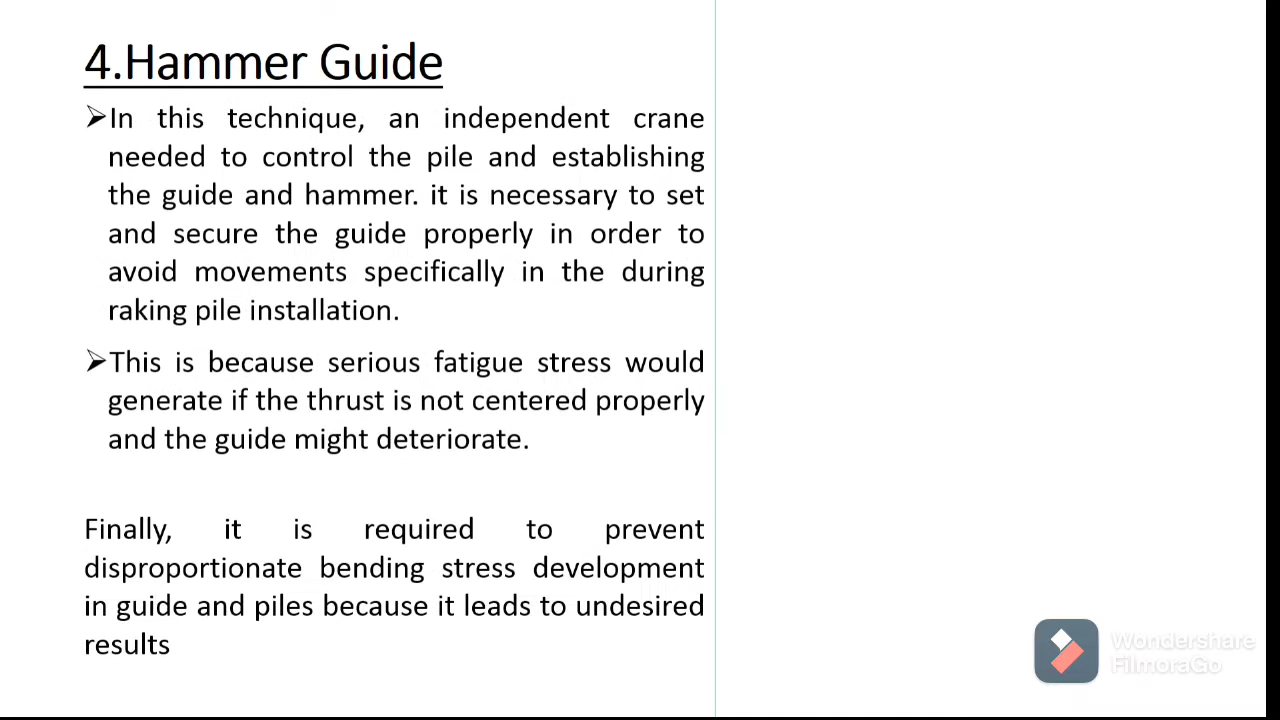 4.Hammer Guide
➢In this technique, an independent crane
needed to control the pile and establishing
the guide and hammer. it is necessary to set
and secure the guide properly in order to
avoid movements specifically in the during
raking pile installation.
➢This is because serious fatigue stress would
generate if the thrust is not centered properly
and the guide might deteriorate.
Finally, it is required to prevent
disproportionate bending stress development
in guide and piles because it leads to undesired
results
Wondershare
FilmoraGo